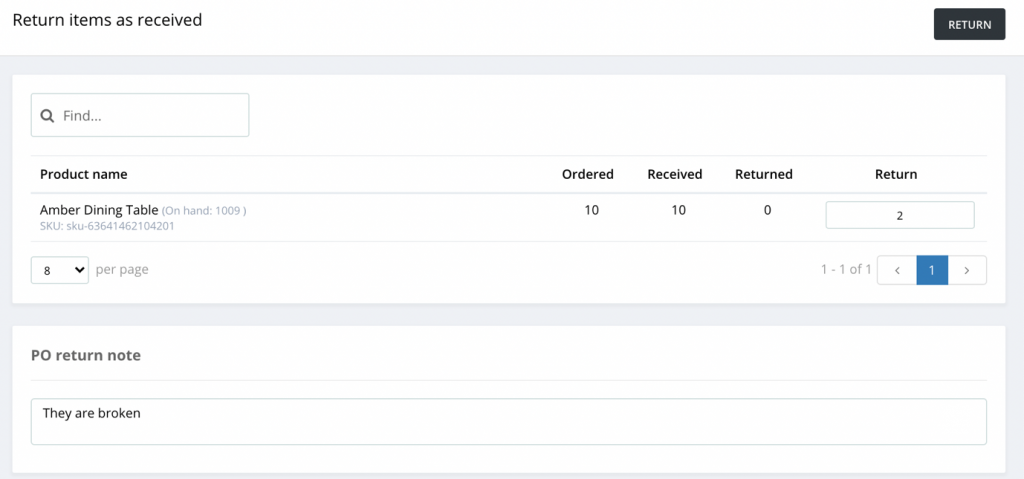 Return items as received
RETURN
Find...
Product name Ordered Received Returned Return
Amber Dining Table (On hand: 1009 ) 10 10 0 2
SKU: sku-63641462104201
8 per page 1 - 1 of 1 ‹ 1 ›
PO return note
They are broken